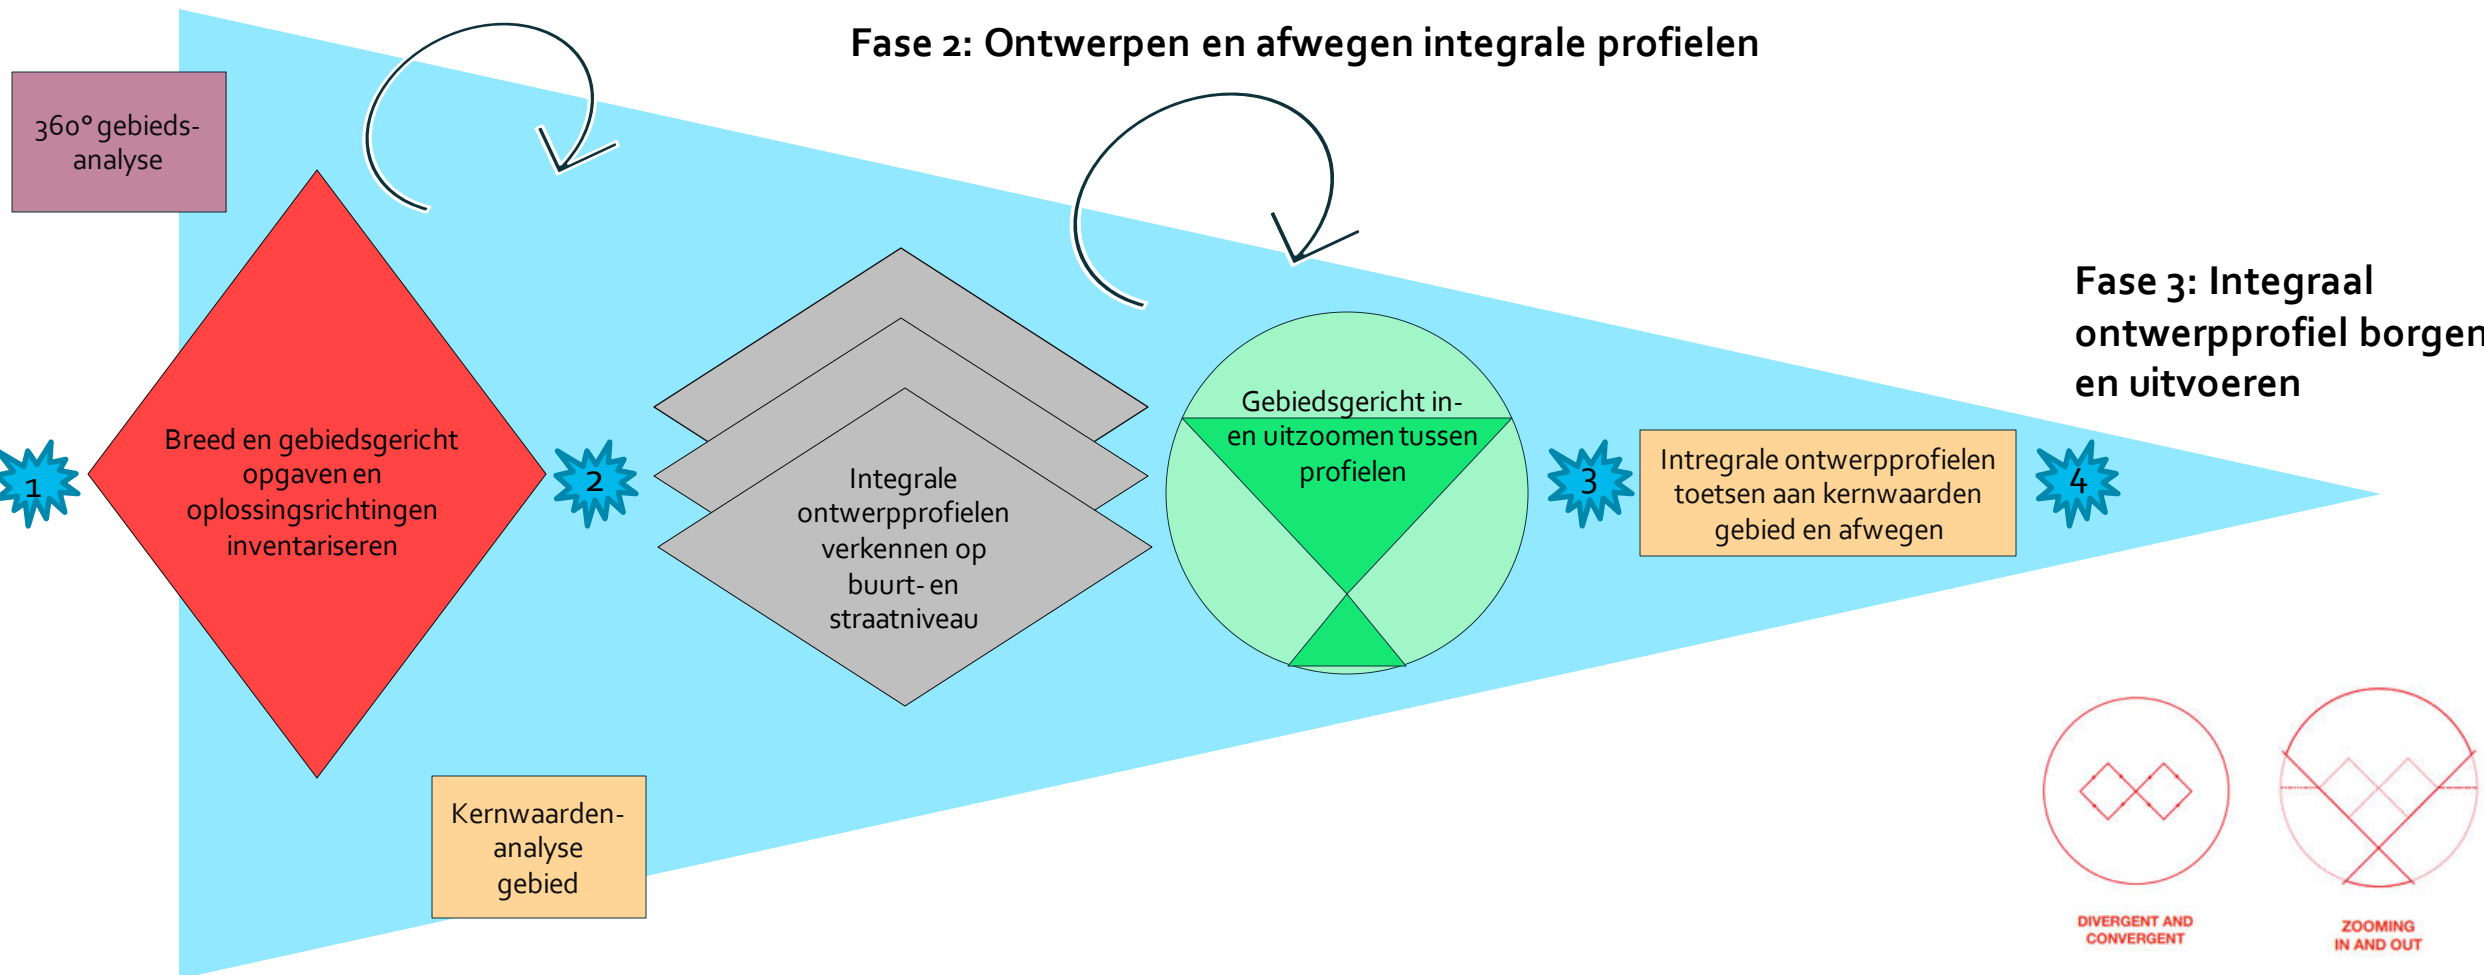 Fase 2: Ontwerpen en afwegen integrale profielen
360° gebieds-
analyse
Fase 3: Integraal
ontwerpprofiel borgen
en uitvoeren
1
Breed en gebiedsgericht
opgaven en
oplossingsrichtingen
inventariseren
2
Integrale
ontwerpprofielen
verkennen op
buurt- en
straatniveau
Gebiedsgericht in-
en uitzoomen tussen
profielen
3
Intregrale ontwerpprofielen
toetsen aan kernwaarden
gebied en afwegen
4
Kernwaarden-
analyse
gebied
DIVERGENT AND
CONVERGENT
ZOOMING
IN AND OUT